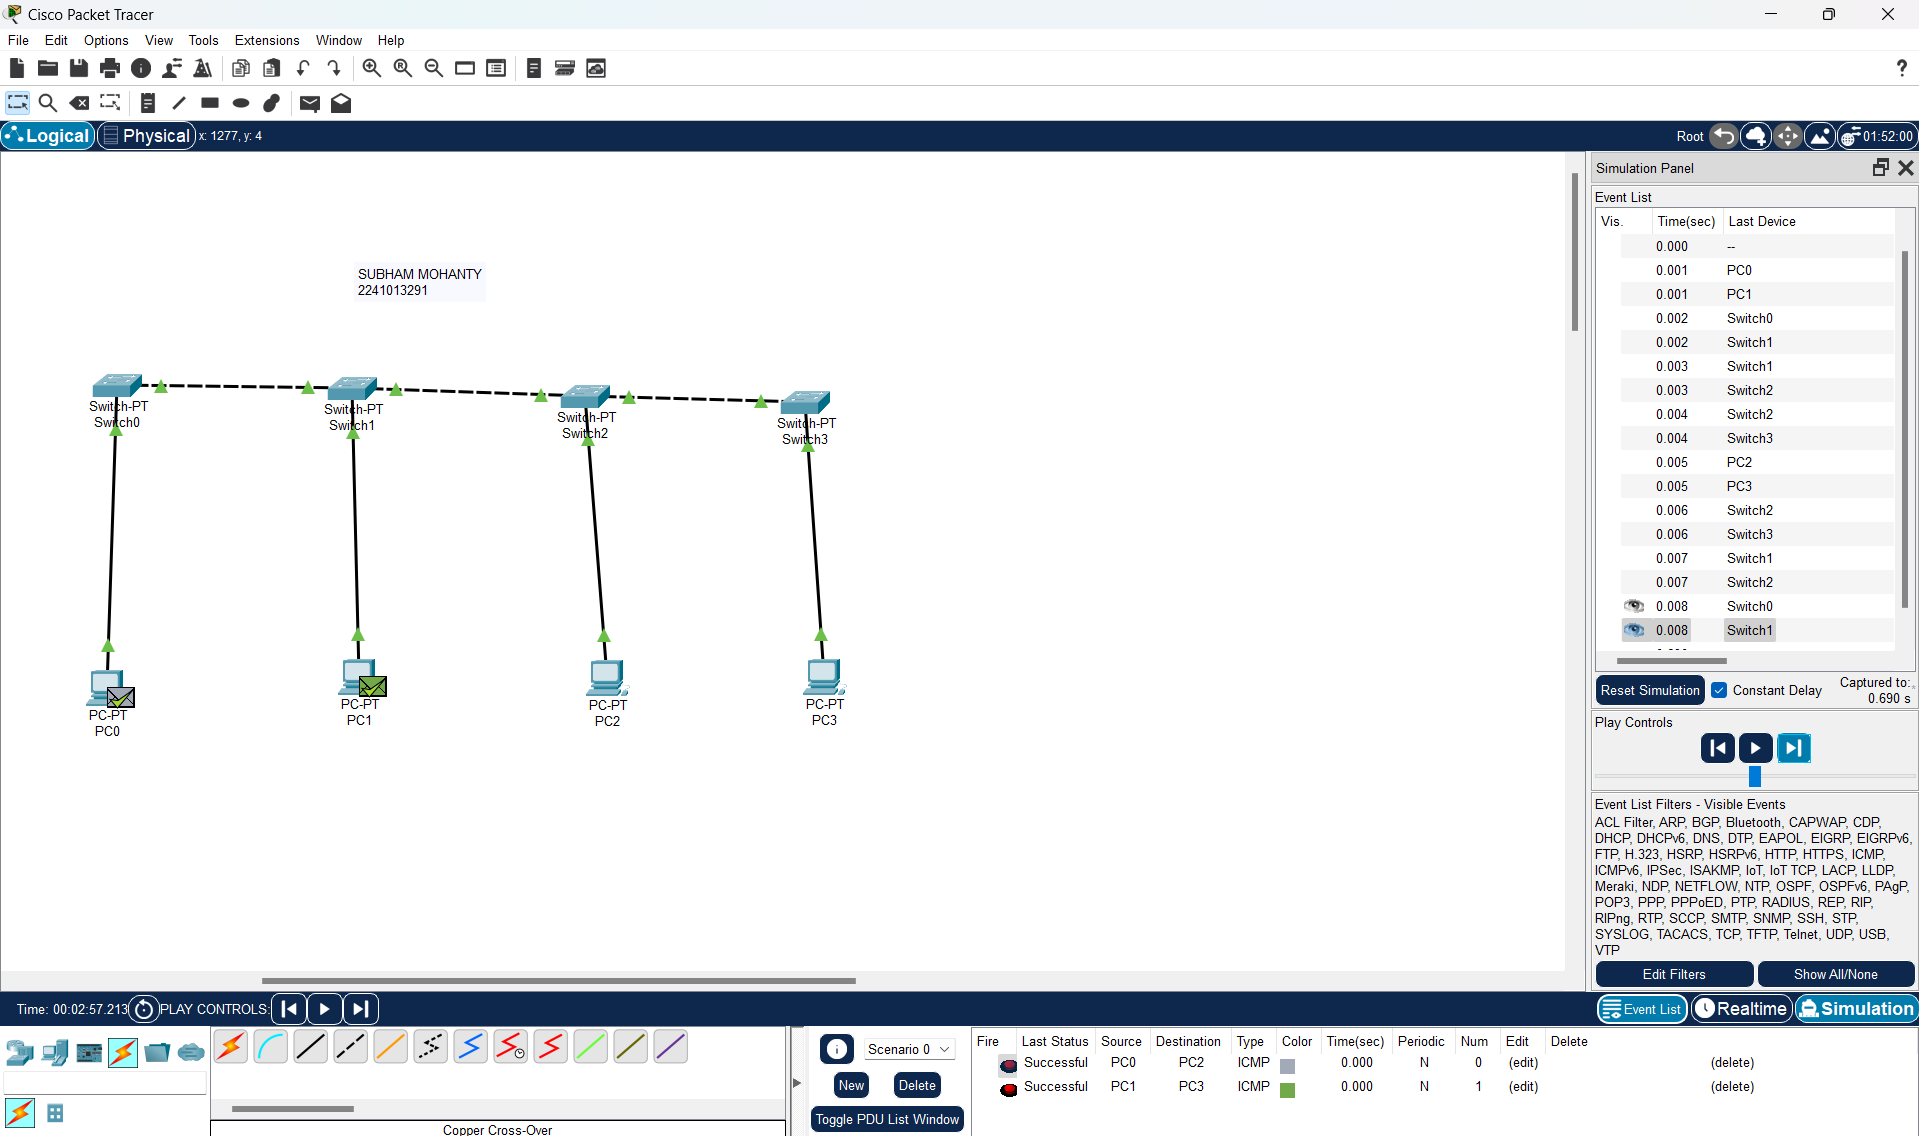 Cisco Packet Tracer
File Edit Options View Tools Extensions Window Help
?
Logical Physical x: 1277, y: 4 Root 01:52:00
SUBHAM MOHANTY
2241013291
Switch-PT
Switch0
Switch-PT
Switch1
Switch-PT
Switch2
Switch-PT
Switch3
PC-PT
PC0
PC-PT
PC1
PC-PT
PC2
PC-PT
PC3
Simulation Panel
Event List
Vis. Time(sec) Last Device
0.000 --
0.001 PC0
0.001 PC1
0.002 Switch0
0.002 Switch1
0.003 Switch1
0.003 Switch2
0.004 Switch2
0.004 Switch3
0.005 PC2
0.005 PC3
0.006 Switch2
0.006 Switch3
0.007 Switch1
0.007 Switch2
0.008 Switch0
0.008 Switch1
Reset Simulation Constant Delay Captured to:
0.690 s
Play Controls
Event List Filters - Visible Events
ACL Filter, ARP, BGP, Bluetooth, CAPWAP, CDP,
DHCP, DHCPv6, DNS, DTP, EAPOL, EIGRP, EIGRPv6,
FTP, H.323, HSRP, HSRPv6, HTTP, HTTPS, ICMP,
ICMPv6, IPSec, ISAKMP, IoT, IoT TCP, LACP, LLDP,
Meraki, NDP, NETFLOW, NTP, OSPF, OSPFv6, PAgP,
POP3, PPP, PPPoED, PTP, RADIUS, REP, RIP,
RIPng, RTP, SCCP, SMTP, SNMP, SSH, STP,
SYSLOG, TACACS, TCP, TFTP, Telnet, UDP, USB,
VTP
Edit Filters Show All/None
Time: 00:02:57.213 PLAY CONTROLS: Event List Realtime Simulation
Copper Cross-Over
Scenario 0
New Delete
Toggle PDU List Window
Fire Last Status Source Destination Type Color Time(sec) Periodic Num Edit Delete
Successful PC0 PC2 ICMP 0.000 N 0 (edit) (delete)
Successful PC1 PC3 ICMP 0.000 N 1 (edit) (delete)